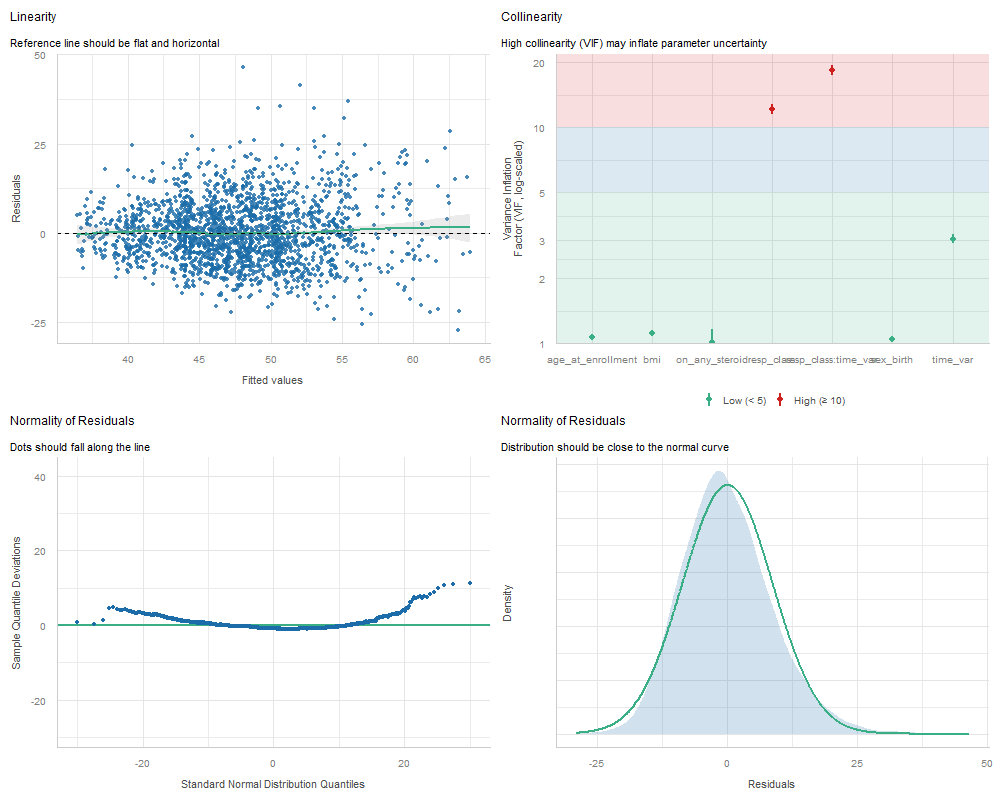 Linearity
Reference line should be flat and horizontal
50
25
0
-25
Residuals
40
45
50
55
60
65
Fitted values
Collinearity
High collinearity (VIF) may inflate parameter uncertainty
20
10
5
3
2
1
Variance Inflation
Factor (VIF, log-scaled)
age_at_enrollment
bmi
on_any_steroid
resp_class
resp_class:time_var
sex_birth
time_var
Low (< 5)
High (≥ 10)
Normality of Residuals
Dots should fall along the line
40
20
0
-20
Sample Quantile Deviations
-20
0
20
Standard Normal Distribution Quantiles
Normality of Residuals
Distribution should be close to the normal curve
Density
-25
0
25
50
Residuals